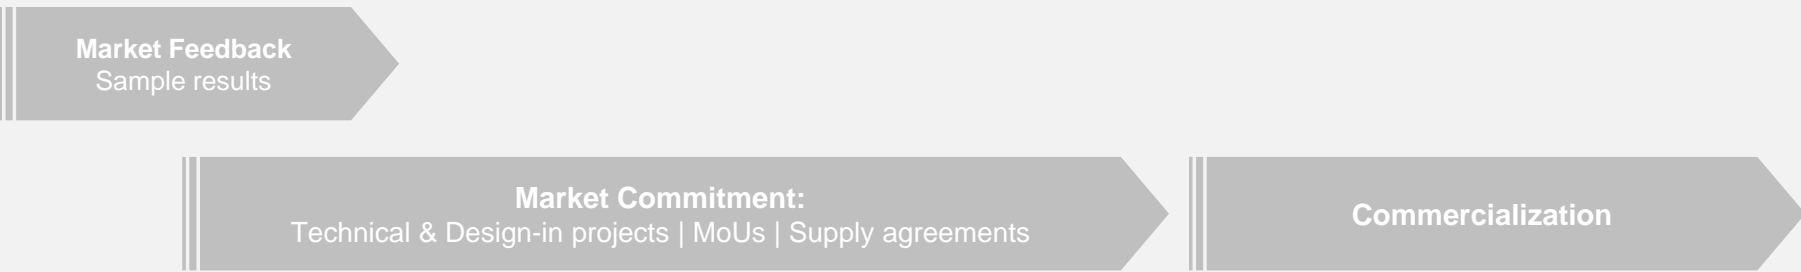 Market Feedback
Sample results
Market Commitment:
Technical & Design-in projects | MoUs | Supply agreements
Commercialization